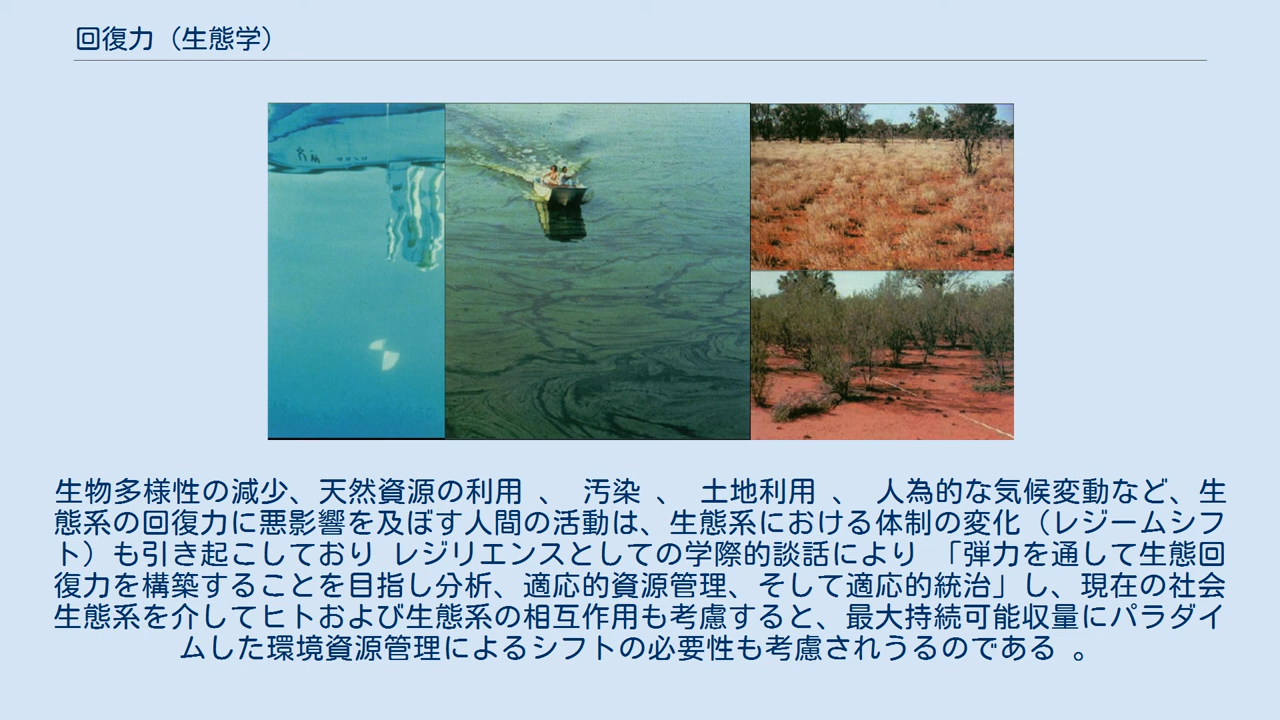 回復力（生態学）
生物多様性の減少、天然資源の利用 、 汚染 、 土地利用 、 人為的な気候変動など、生
態系の回復力に悪影響を及ぼす人間の活動は、生態系における体制の変化（レジームシフ
ト）も引き起こしており レジリエンスとしての学際的談話により 「弾力を通して生態回
復力を構築することを目指し分析、適応的資源管理、そして適応的統治」し、現在の社会
生態系を介してヒトおよび生態系の相互作用も考慮すると、最大持続可能収量にパラダイ
ムした環境資源管理によるシフトの必要性も考慮されうるのである 。